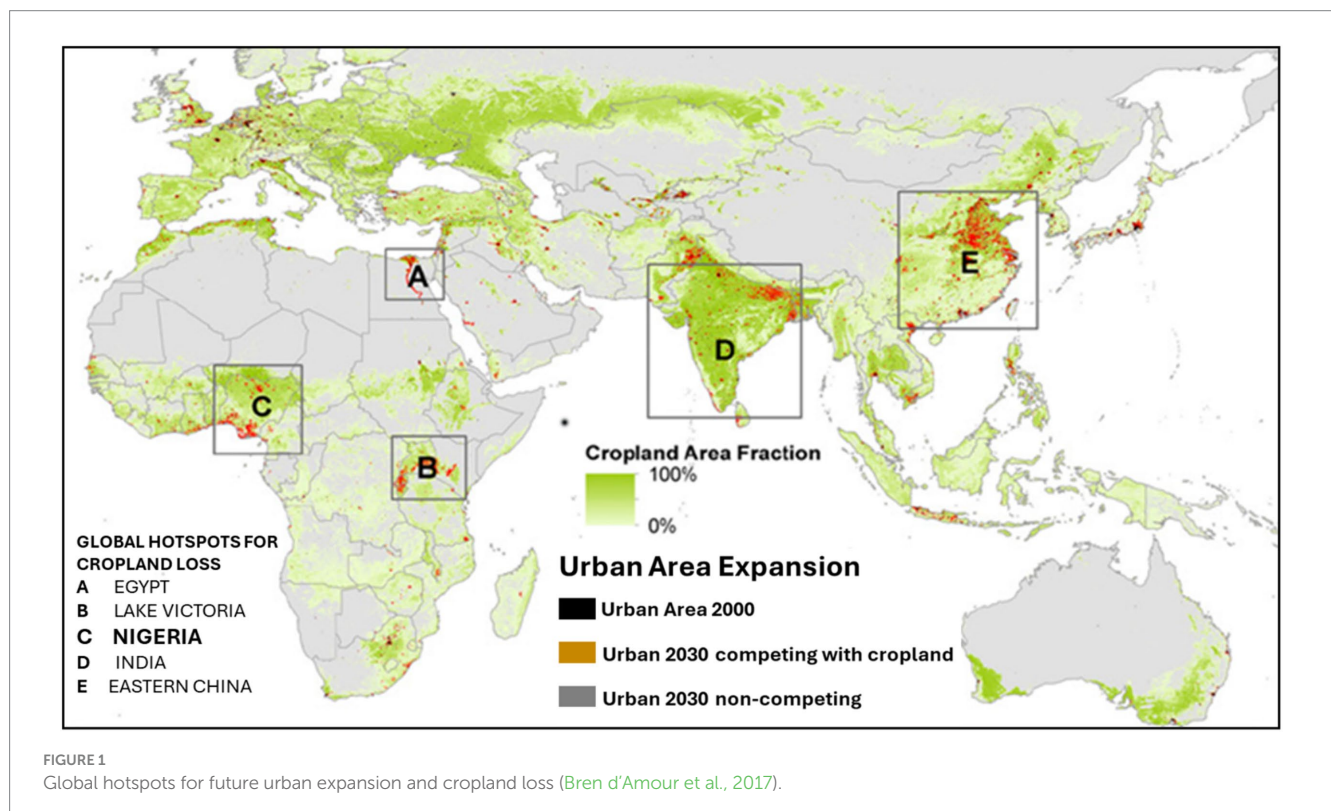 A
B
C
D
E
Cropland Area Fraction
100%
0%
GLOBAL HOTSPOTS FOR
CROPLAND LOSS
A EGYPT
B LAKE VICTORIA
C NIGERIA
D INDIA
E EASTERN CHINA
Urban Area Expansion
Urban Area 2000
Urban 2030 competing with cropland
Urban 2030 non-competing
FIGURE 1
Global hotspots for future urban expansion and cropland loss (Bren d'Amour et al., 2017).